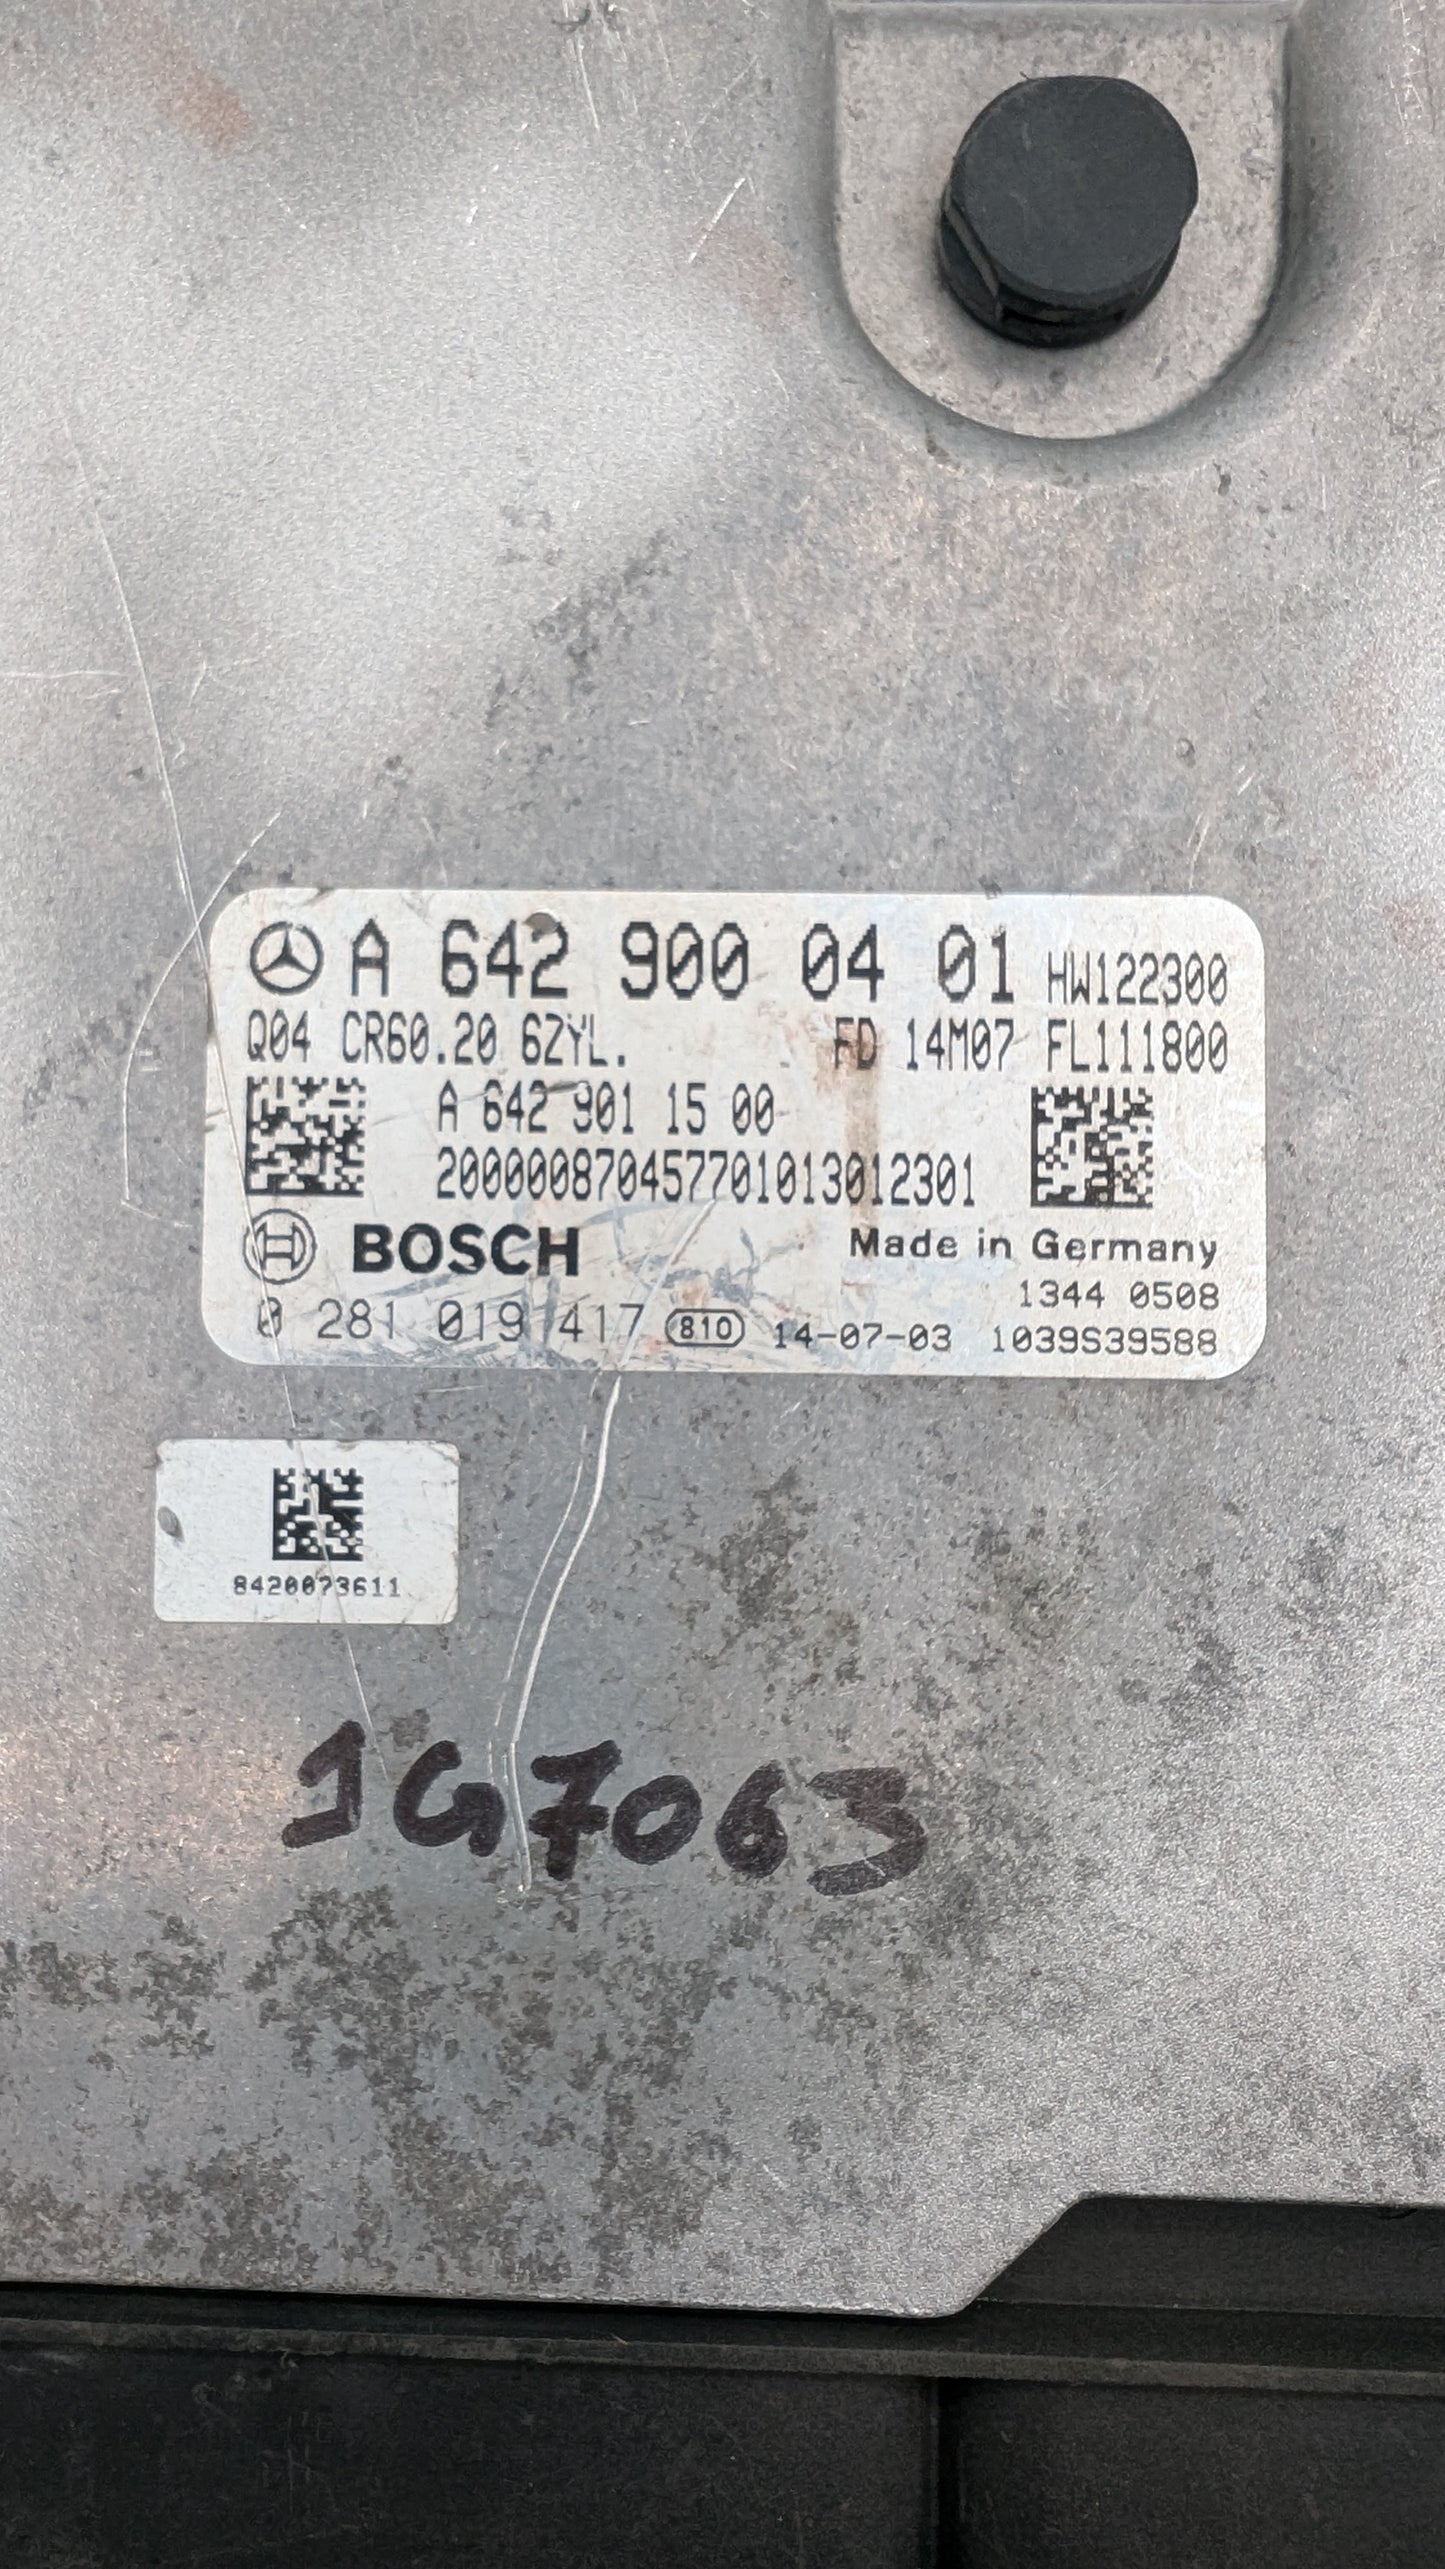 A 642 900 04 01 HW122300
Q04 CR60.20 6ZYL. FD 14M07 FL111800
A 642 901 15 00
200000870457701013012301
BOSCH Made in Germany
1344 0508
0 281 019 417 810 14-07-03 1039S39588
8420073611
1G7063